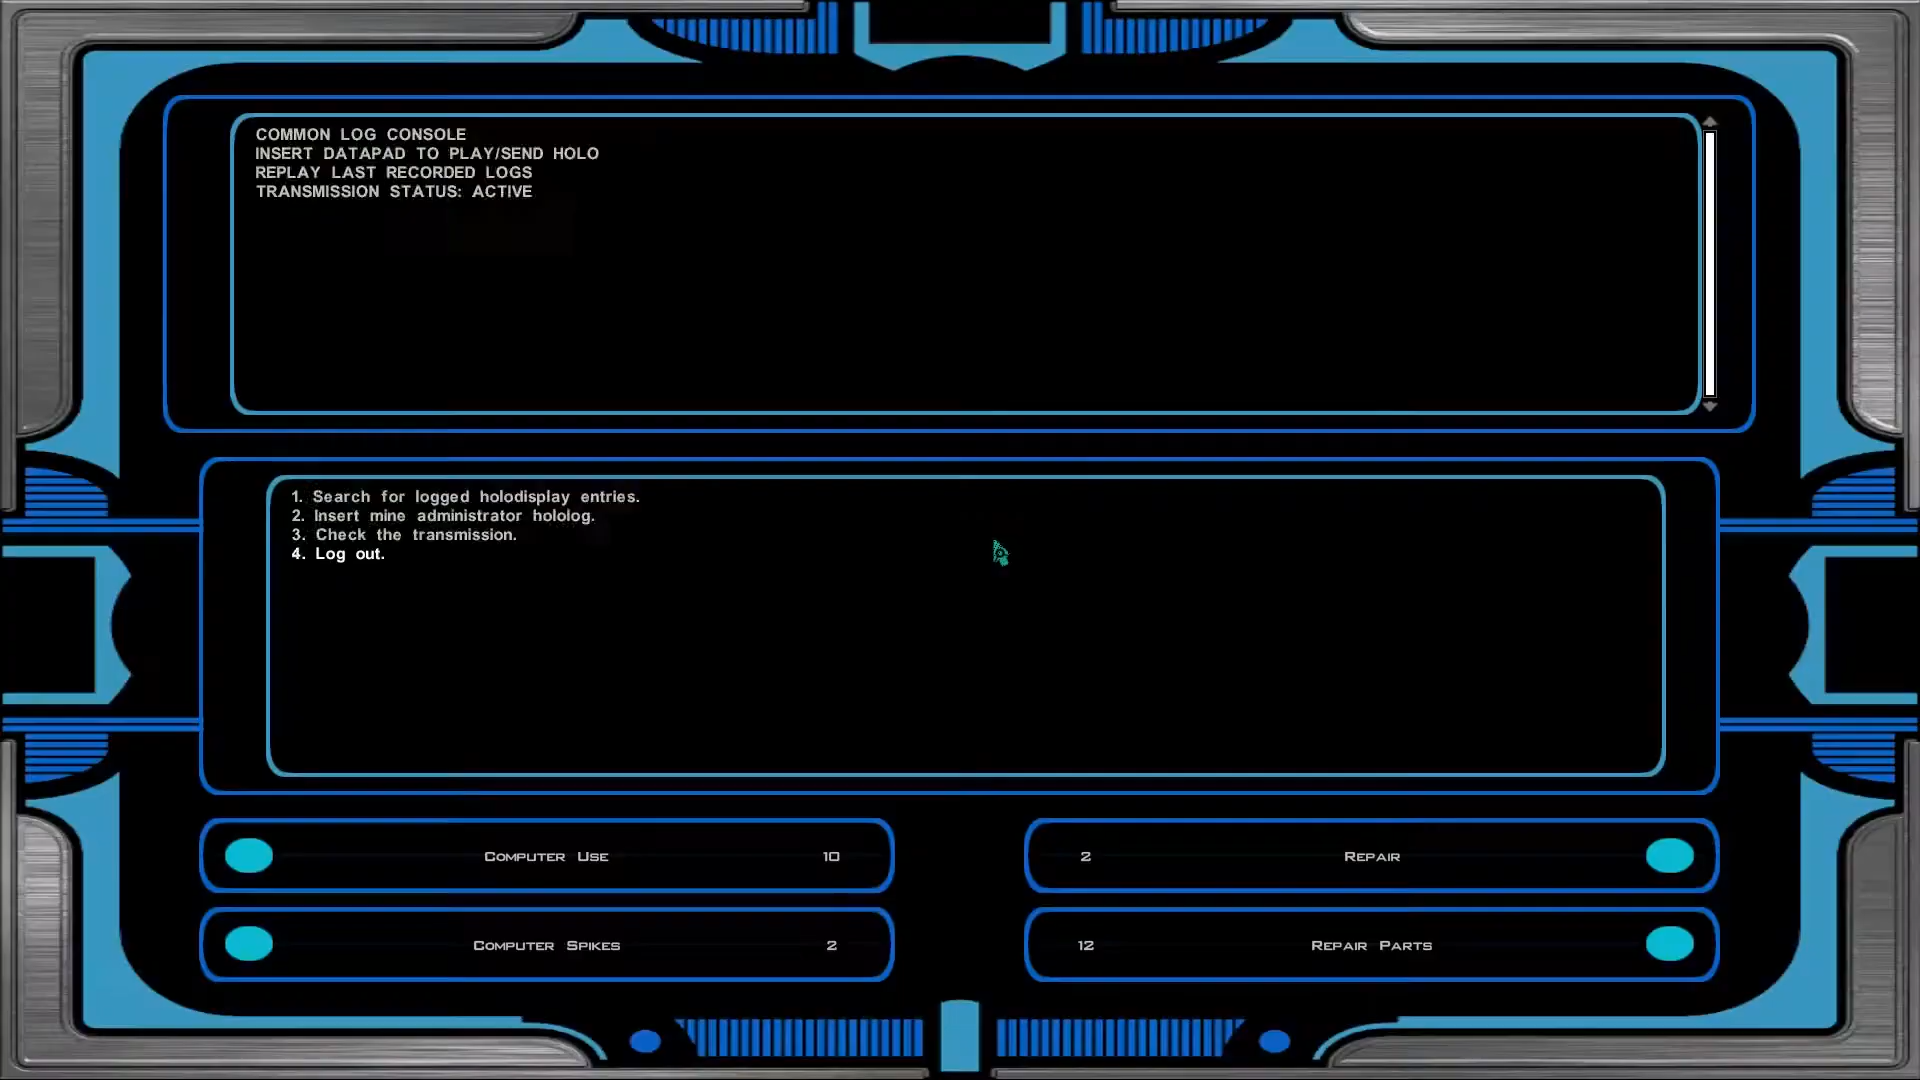 COMMON LOG CONSOLE
INSERT DATAPAD TO PLAY/SEND HOLO
REPLAY LAST RECORDED LOGS
TRANSMISSION STATUS: ACTIVE
1. Search for logged holodisplay entries.
2. Insert mine administrator hololog.
3. Check the transmission.
4. Log out.
Computer Use 10
2 Repair
Computer Spikes 2
12 Repair Parts